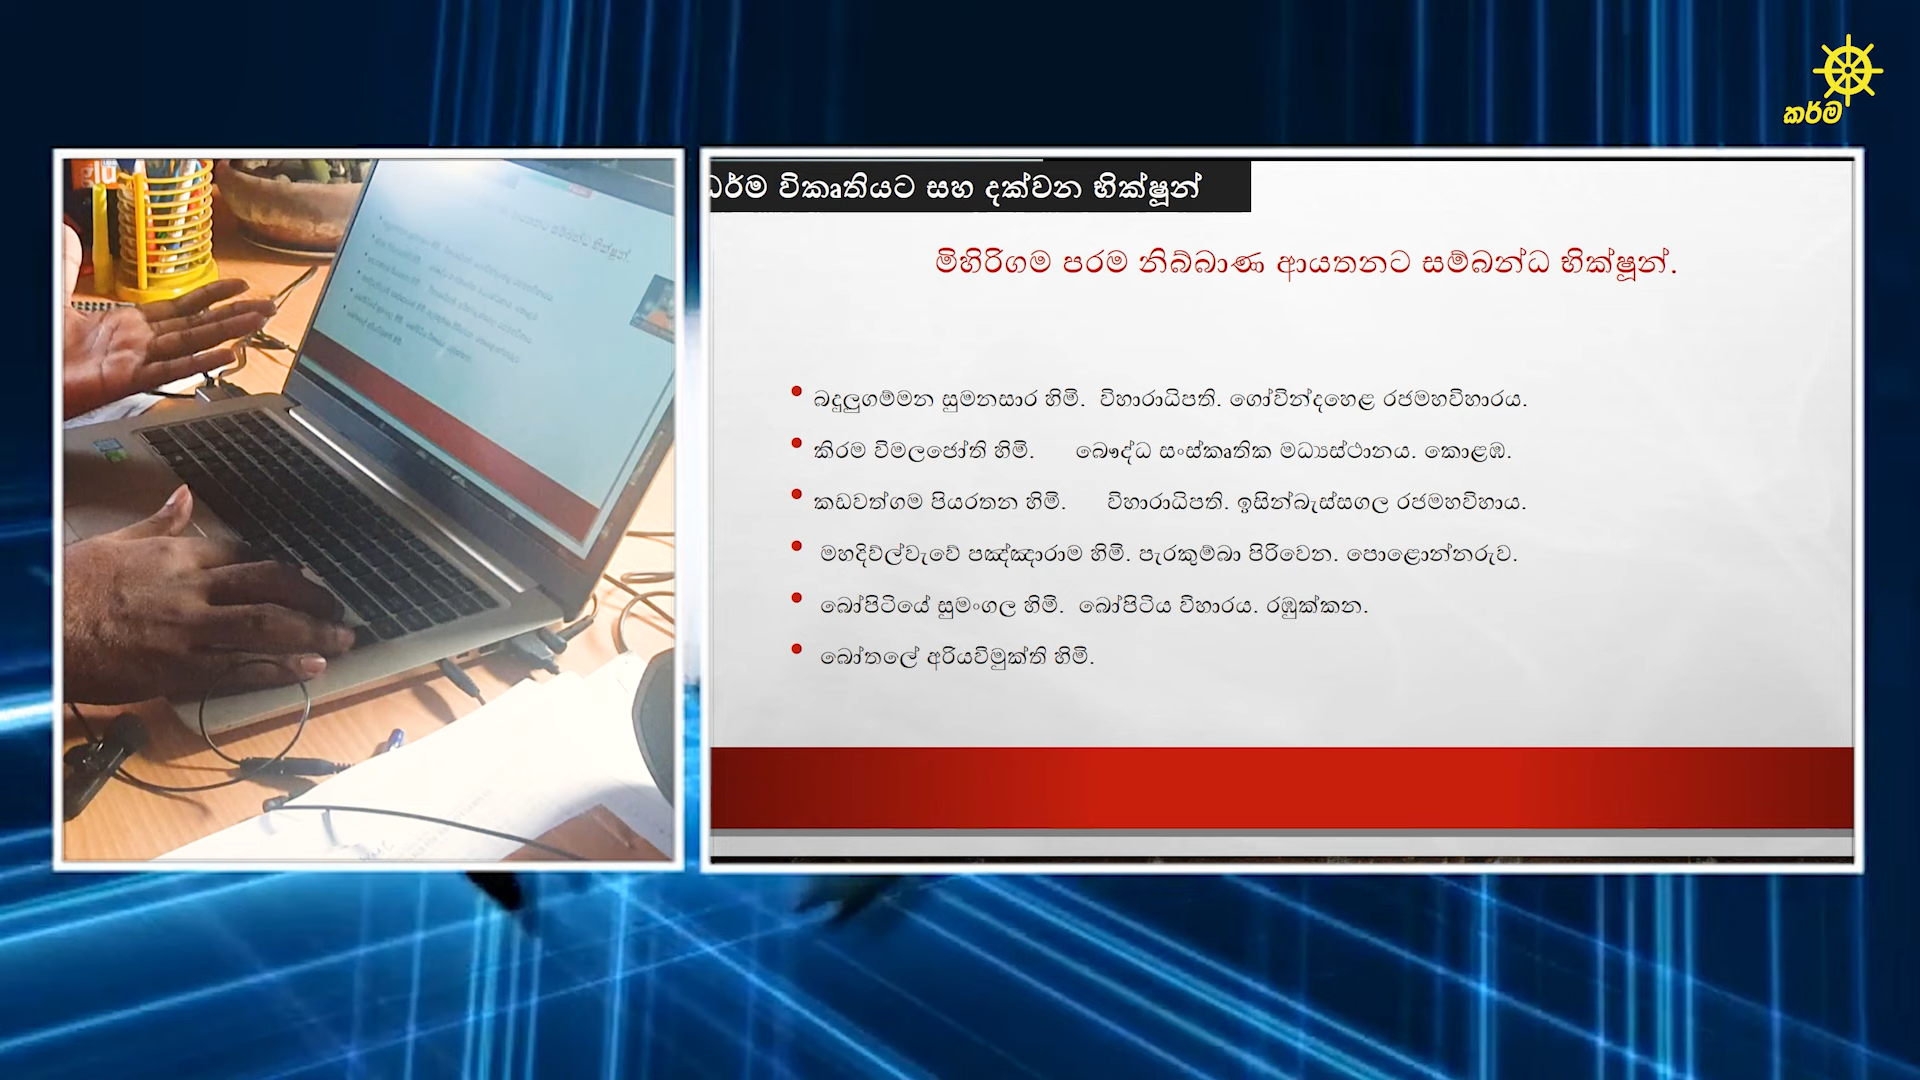 කර්ම
ධර්ම විකෘතියට සහ දක්වන භික්ෂූන්
මිහිරිගම පරම නිබ්බාණ ආයතනට සම්බන්ධ භික්ෂූන්.
• බදුලුගම්මන සුමනසාර හිමි. විහාරාධිපති. ගෝවින්දහෙළ රජමහවිහාරය.
• කිරම විමලජෝති හිමි. බෞද්ධ සංස්කෘතික මධ්‍යස්ථානය. කොළඹ.
• කඩවත්ගම පියරතන හිමි. විහාරාධිපති. ඉසින්බැස්සගල රජමහවිහාය.
• මහදිව්ල්වැවේ පඤ්ඤාරාම හිමි. පැරකුම්බා පිරිවෙන. පොළොන්නරුව.
• බෝපිටියේ සුමංගල හිමි. බෝපිටිය විහාරය. රඹුක්කන.
• බෝතලේ අරියවිමුක්ති හිමි.